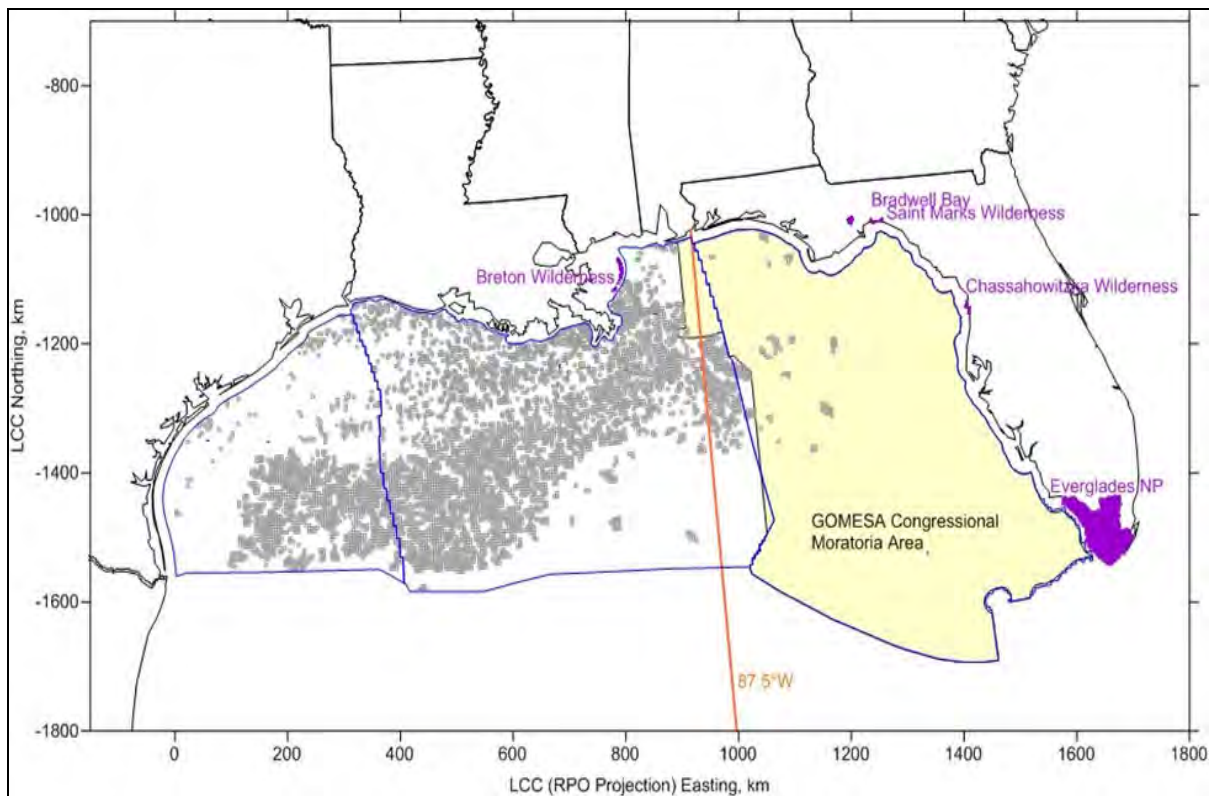 -800
-1000
-1200
-1400
-1600
-1800
LCC Northing, km
Bradwell Bay
Saint Marks Wilderness
Breton Wilderness
Chassahowitzka Wilderness
Everglades NP
GOMESA Congressional
Moratoria Area
87.5°W
0 200 400 600 800 1000 1200 1400 1600 1800
LCC (RPO Projection) Easting, km